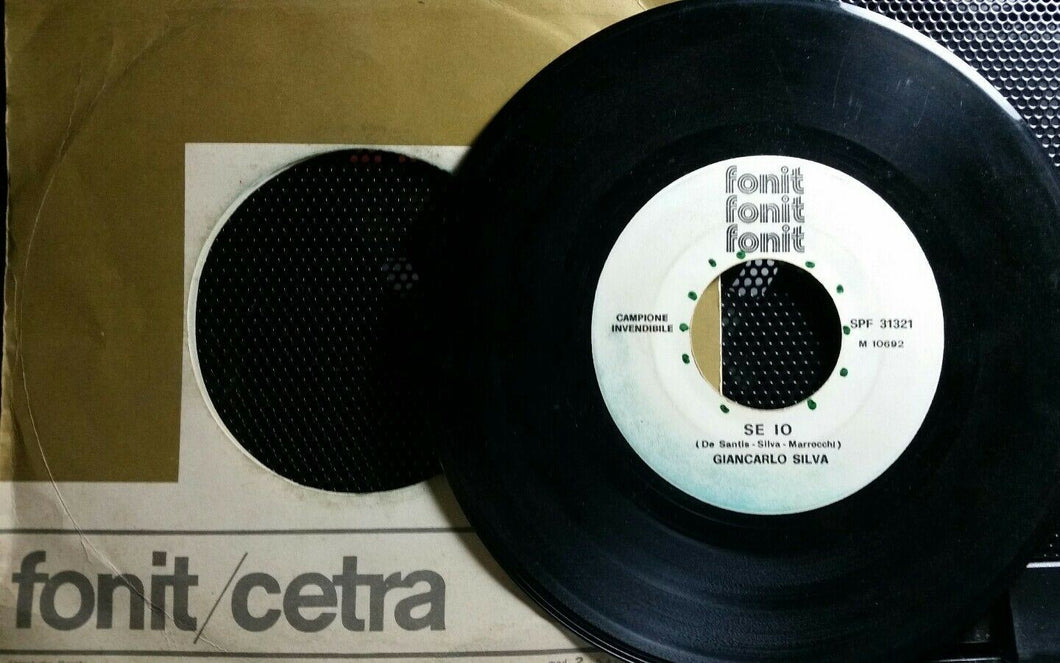 fonit/cetra
fonit
fonit
fonit
CAMPIONE
INVENDIBILE
SPF 31321
M 10692
SE IO
(De Santis - Silva - Marrocchi)
GIANCARLO SILVA